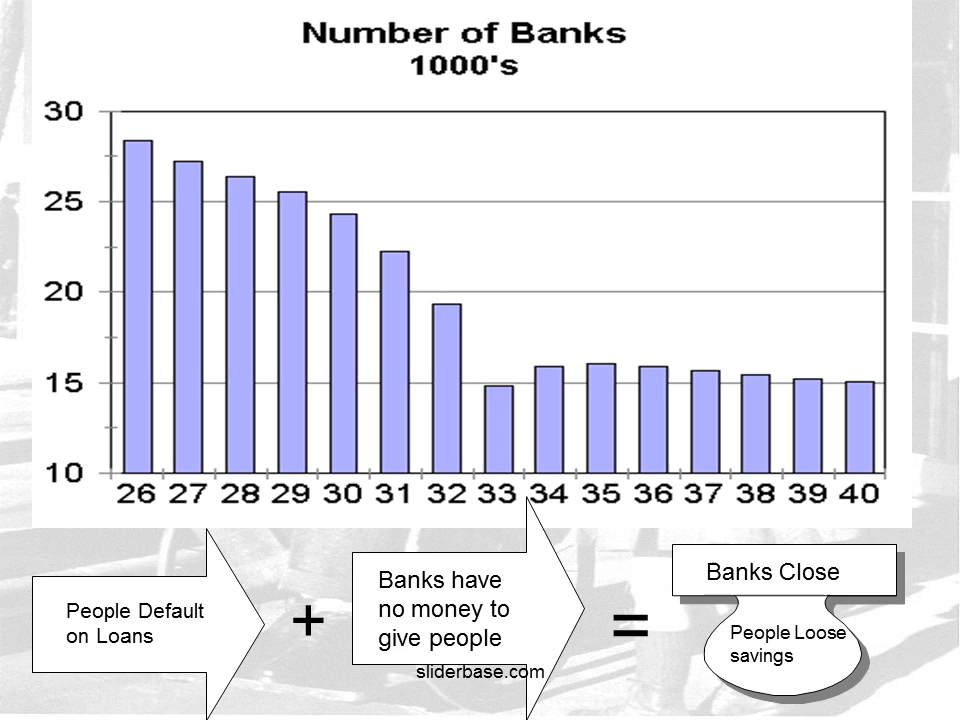 Number of Banks
1000's
30
25
20
15
10
26 27 28 29 30 31 32 33 34 35 36 37 38 39 40
People Default
on Loans
+
Banks have
no money to
give people
=
Banks Close
People Loose
savings
sliderbase.com